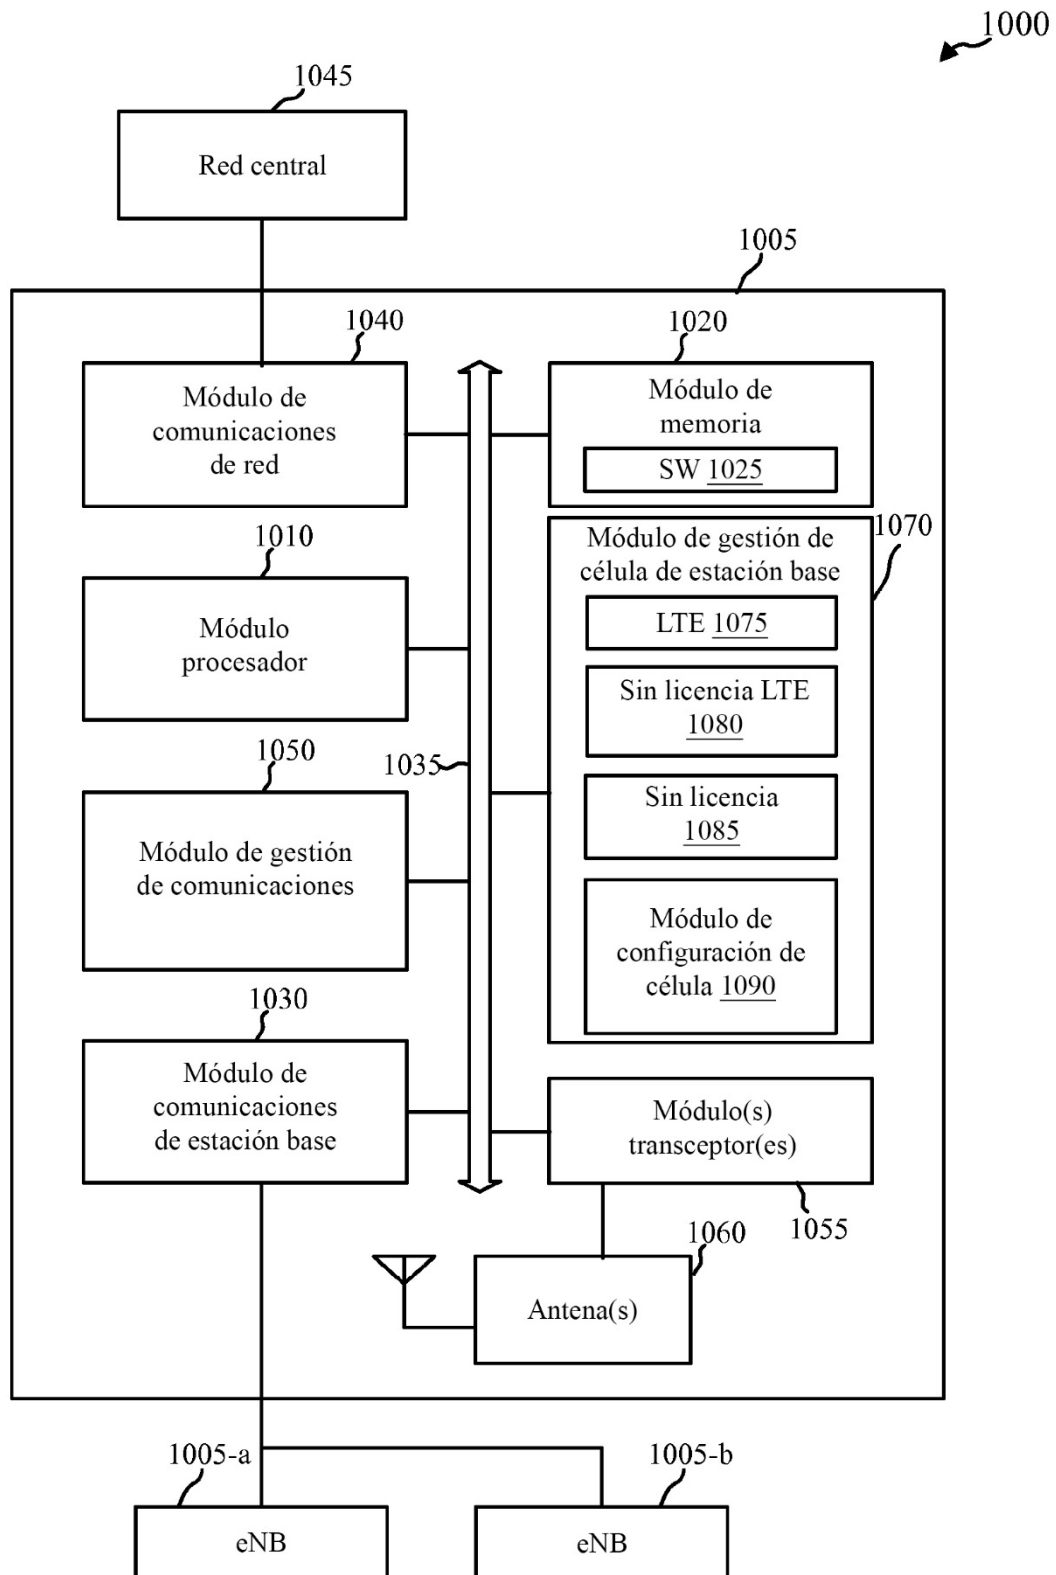 1000
1045
Red central
1005
1040
Módulo de
comunicaciones
de red
1020
Módulo de
memoria
SW 1025
1010
Módulo
procesador
1070
Módulo de gestión de
célula de estación base
LTE 1075
Sin licencia LTE
1080
Sin licencia
1085
Módulo de
configuración de
célula 1090
1035
1050
Módulo de gestión
de comunicaciones
1030
Módulo de
comunicaciones
de estación base
Módulo(s)
transceptor(es)
1055
1060
Antena(s)
1005-a
eNB
1005-b
eNB